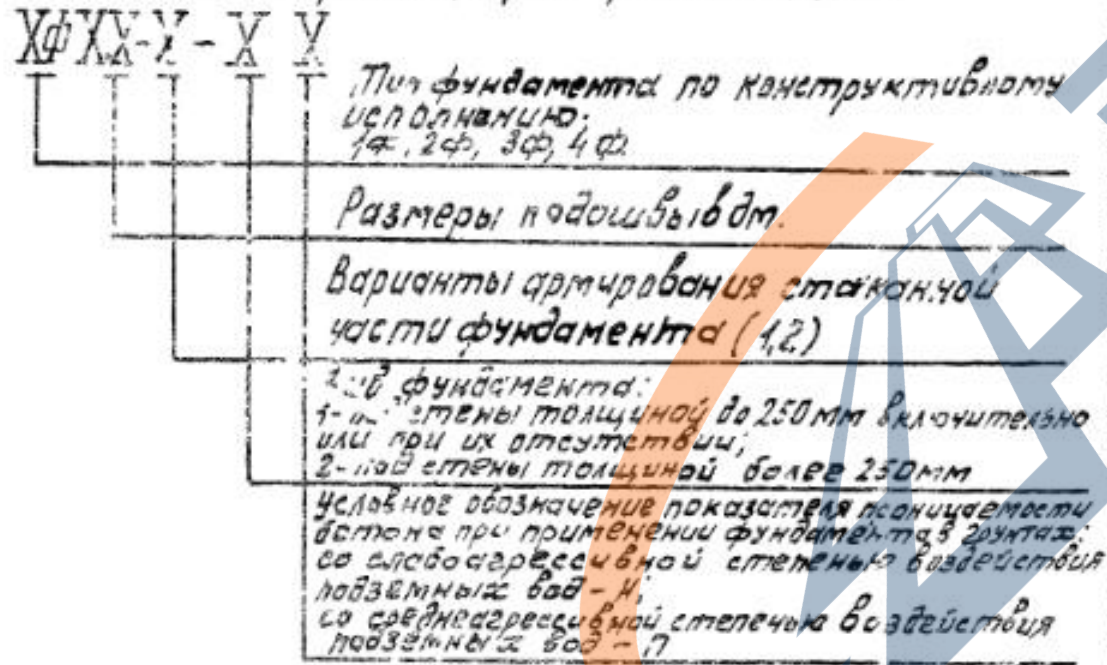 ХФХХ-Х-Х Х
Тип фундамента по конструктивному
исполнению:
1Ф, 2Ф, 3Ф, 4Ф.
Размеры подошвы в дм.
Варианты армирования стаканной
части фундамента (1,2)
фундамента:
стены толщиной до 250 мм включительно
или при их отсутствии;
2- под стены толщиной более 250мм
Условное обозначение показателя проницаемости
бетона при применении фундамента в грунтах:
со слабоагрессивной степенью воздействия
подземных вод - Н;
со среднеагрессивной степенью воздействия
подземных вод - П